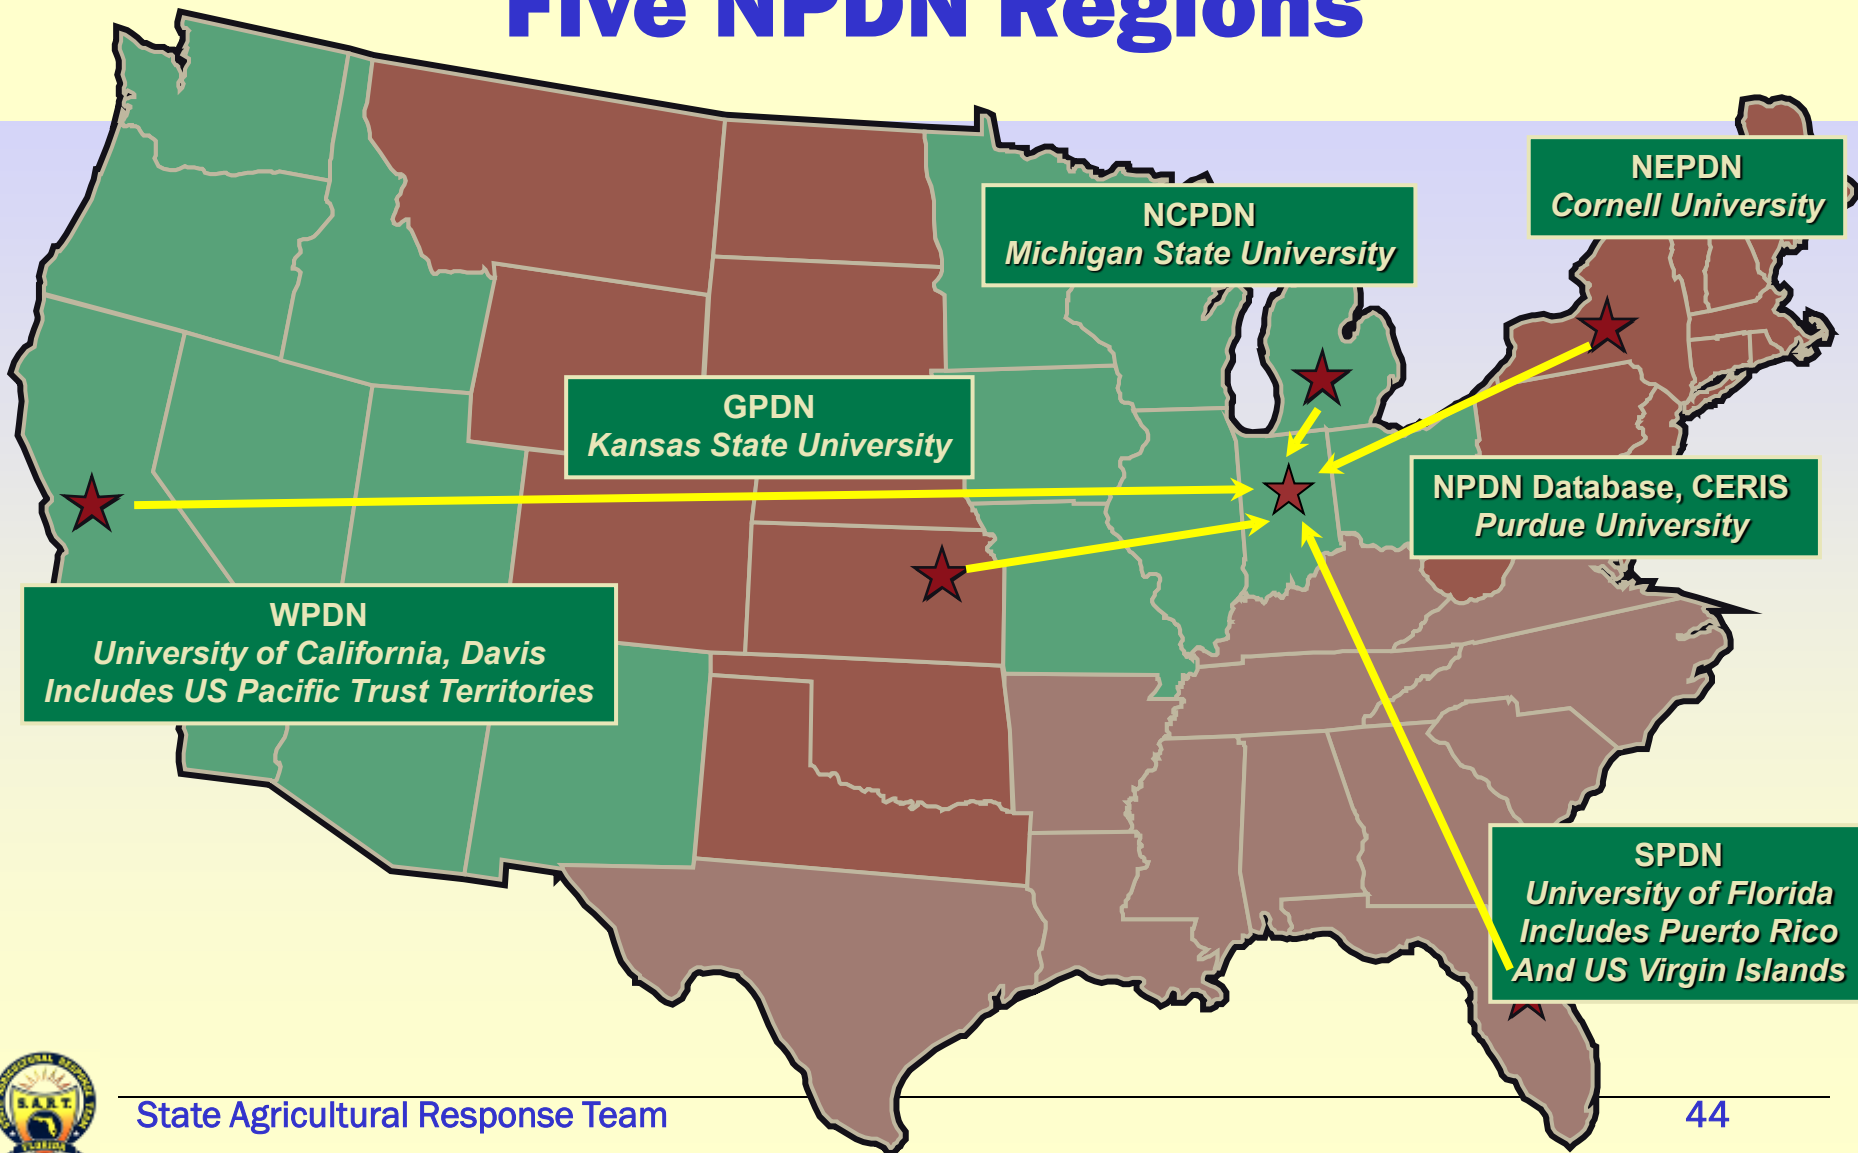 Five NPDN Regions
NEPDN
Cornell University
NCPDN
Michigan State University
GPDN
Kansas State University
NPDN Database, CERIS
Purdue University
WPDN
University of California, Davis
Includes US Pacific Trust Territories
SPDN
University of Florida
Includes Puerto Rico
And US Virgin Islands
S.A.R.T.
FLORIDA
State Agricultural Response Team
44